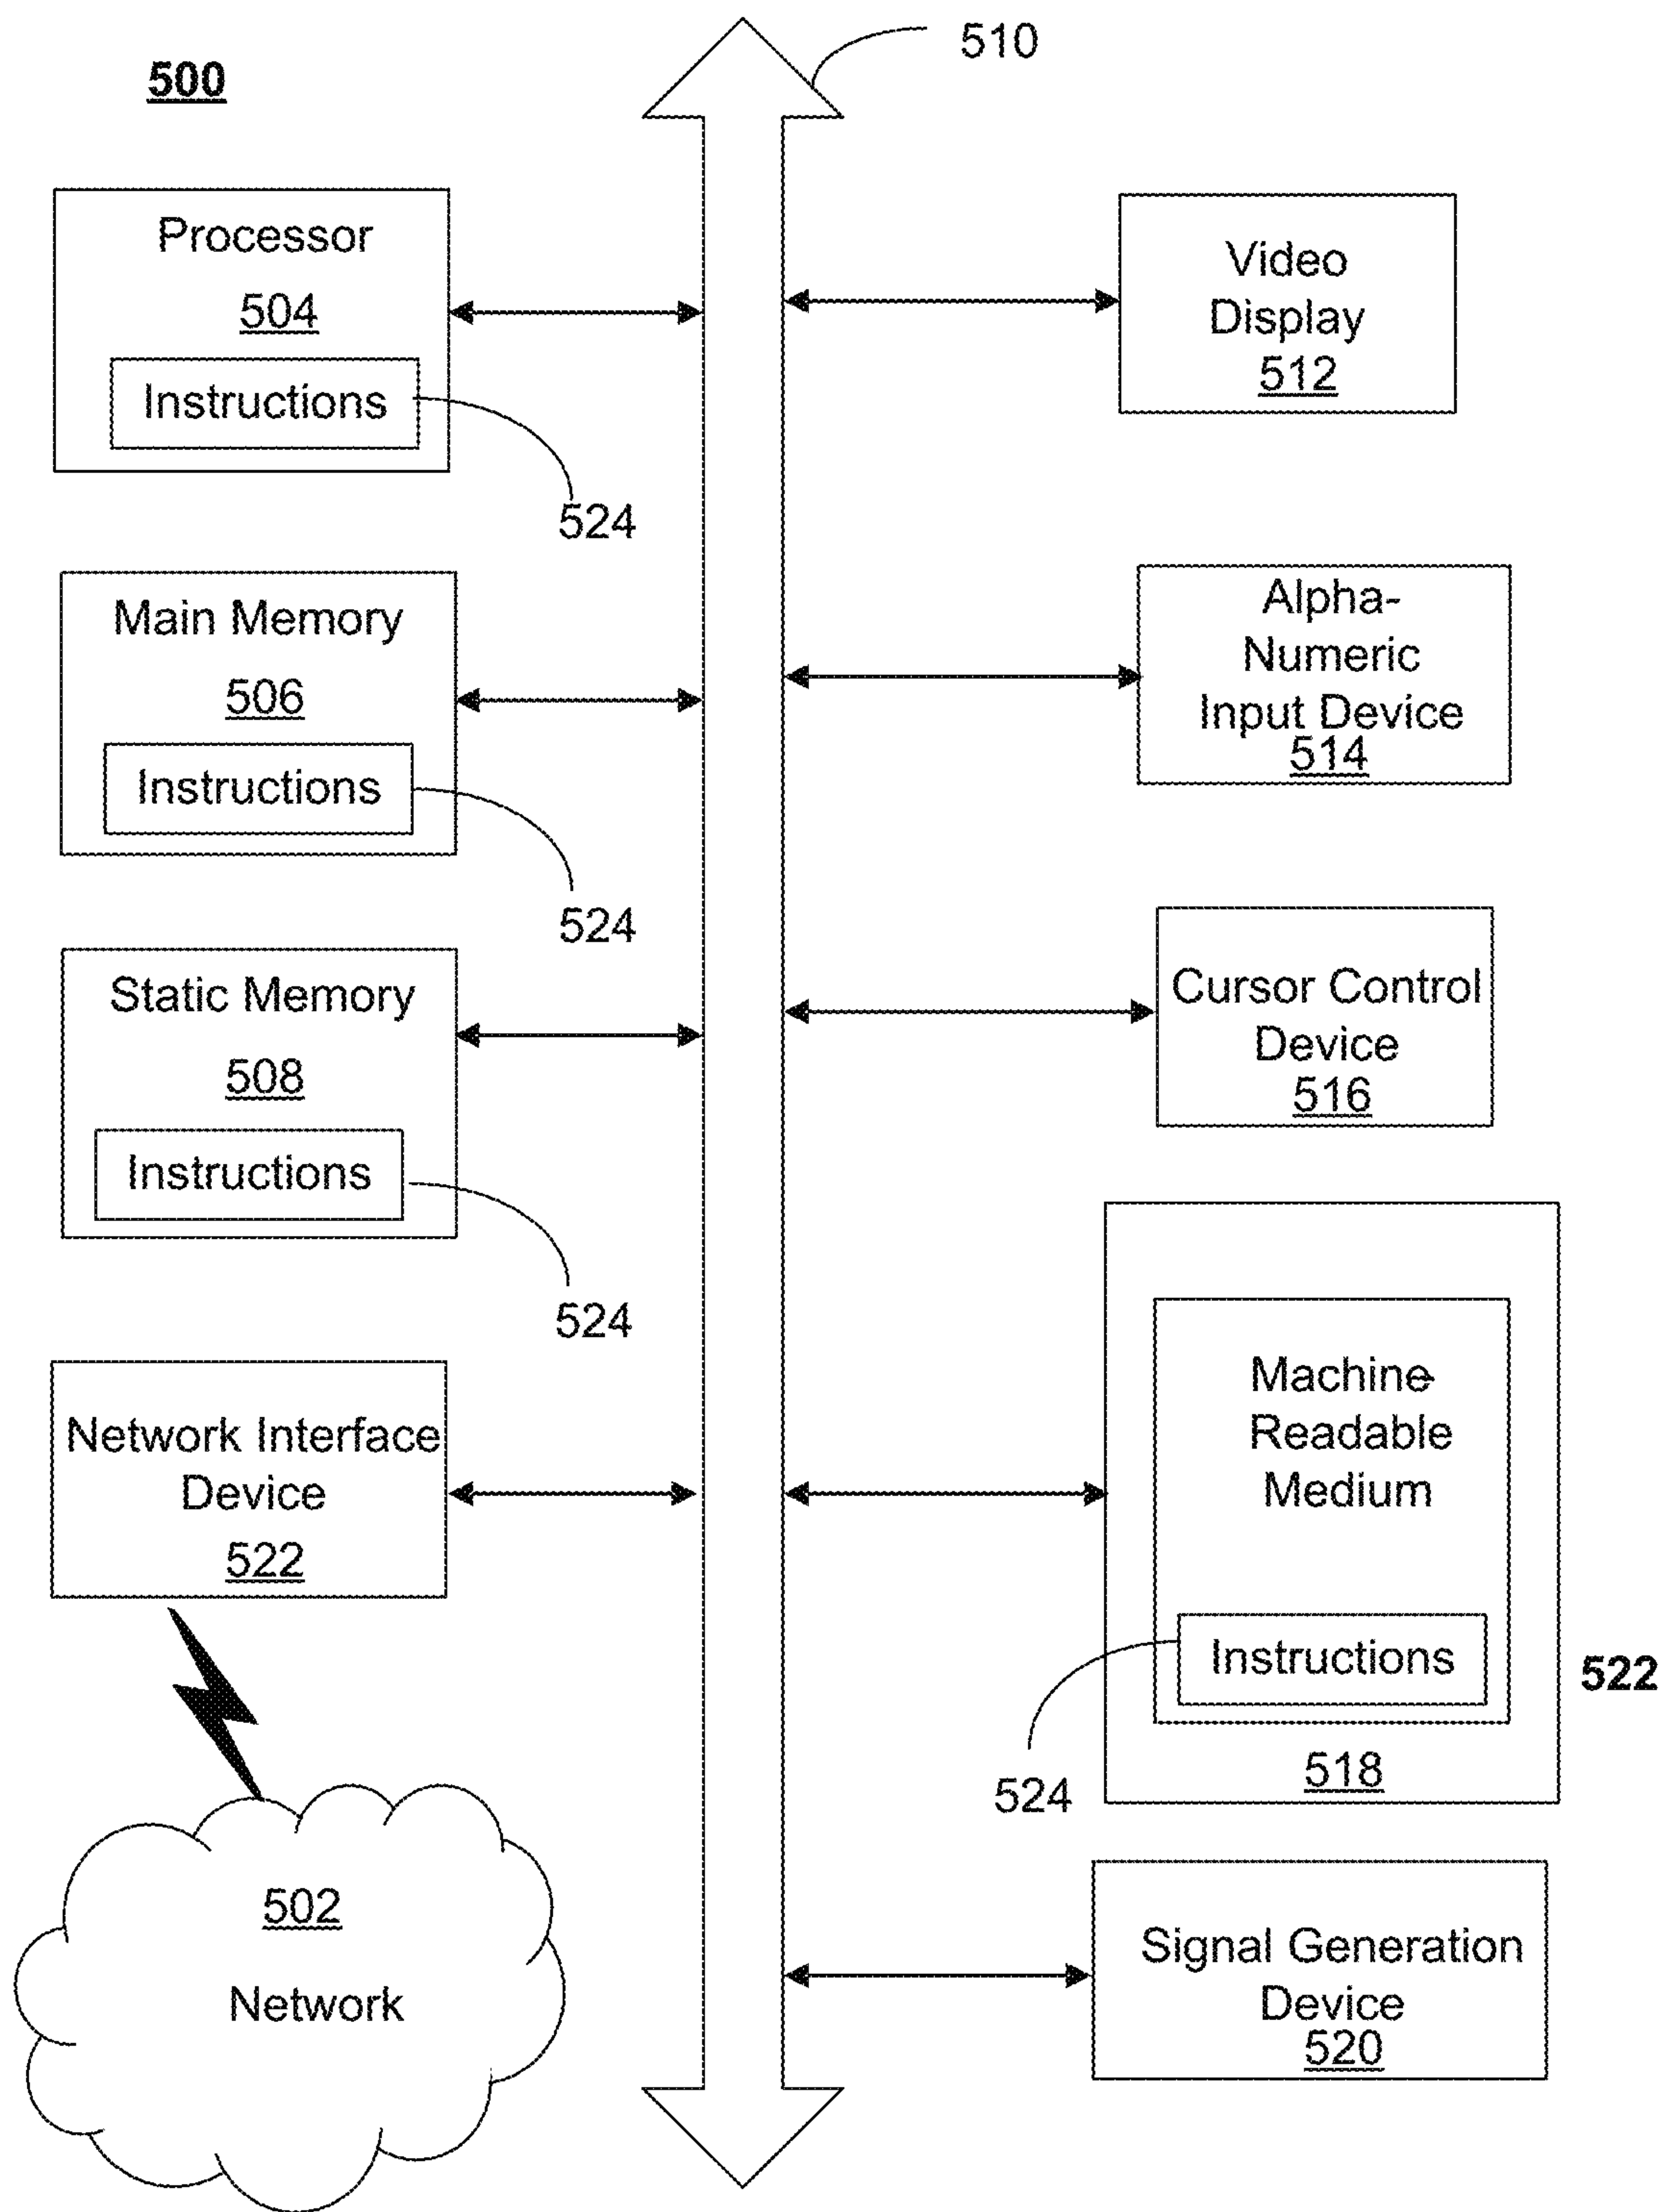 500
510
Processor
504
Instructions
524
Main Memory
506
Instructions
524
Static Memory
508
Instructions
524
Network Interface
Device
522
502
Network
Video
Display
512
Alpha-
Numeric
Input Device
514
Cursor Control
Device
516
Machine-
Readable
Medium
Instructions
522
518
524
Signal Generation
Device
520